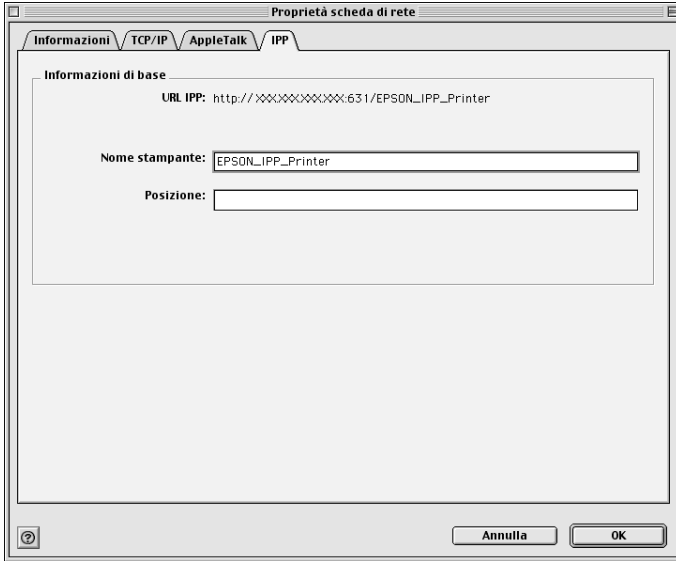 Proprietà scheda di rete
Informazioni TCP/IP AppleTalk IPP
Informazioni di base
URL IPP: http://XXX.XXX.XXX.XXX:631/EPSON_IPP_Printer
Nome stampante: EPSON_IPP_Printer
Posizione:
?
Annulla OK